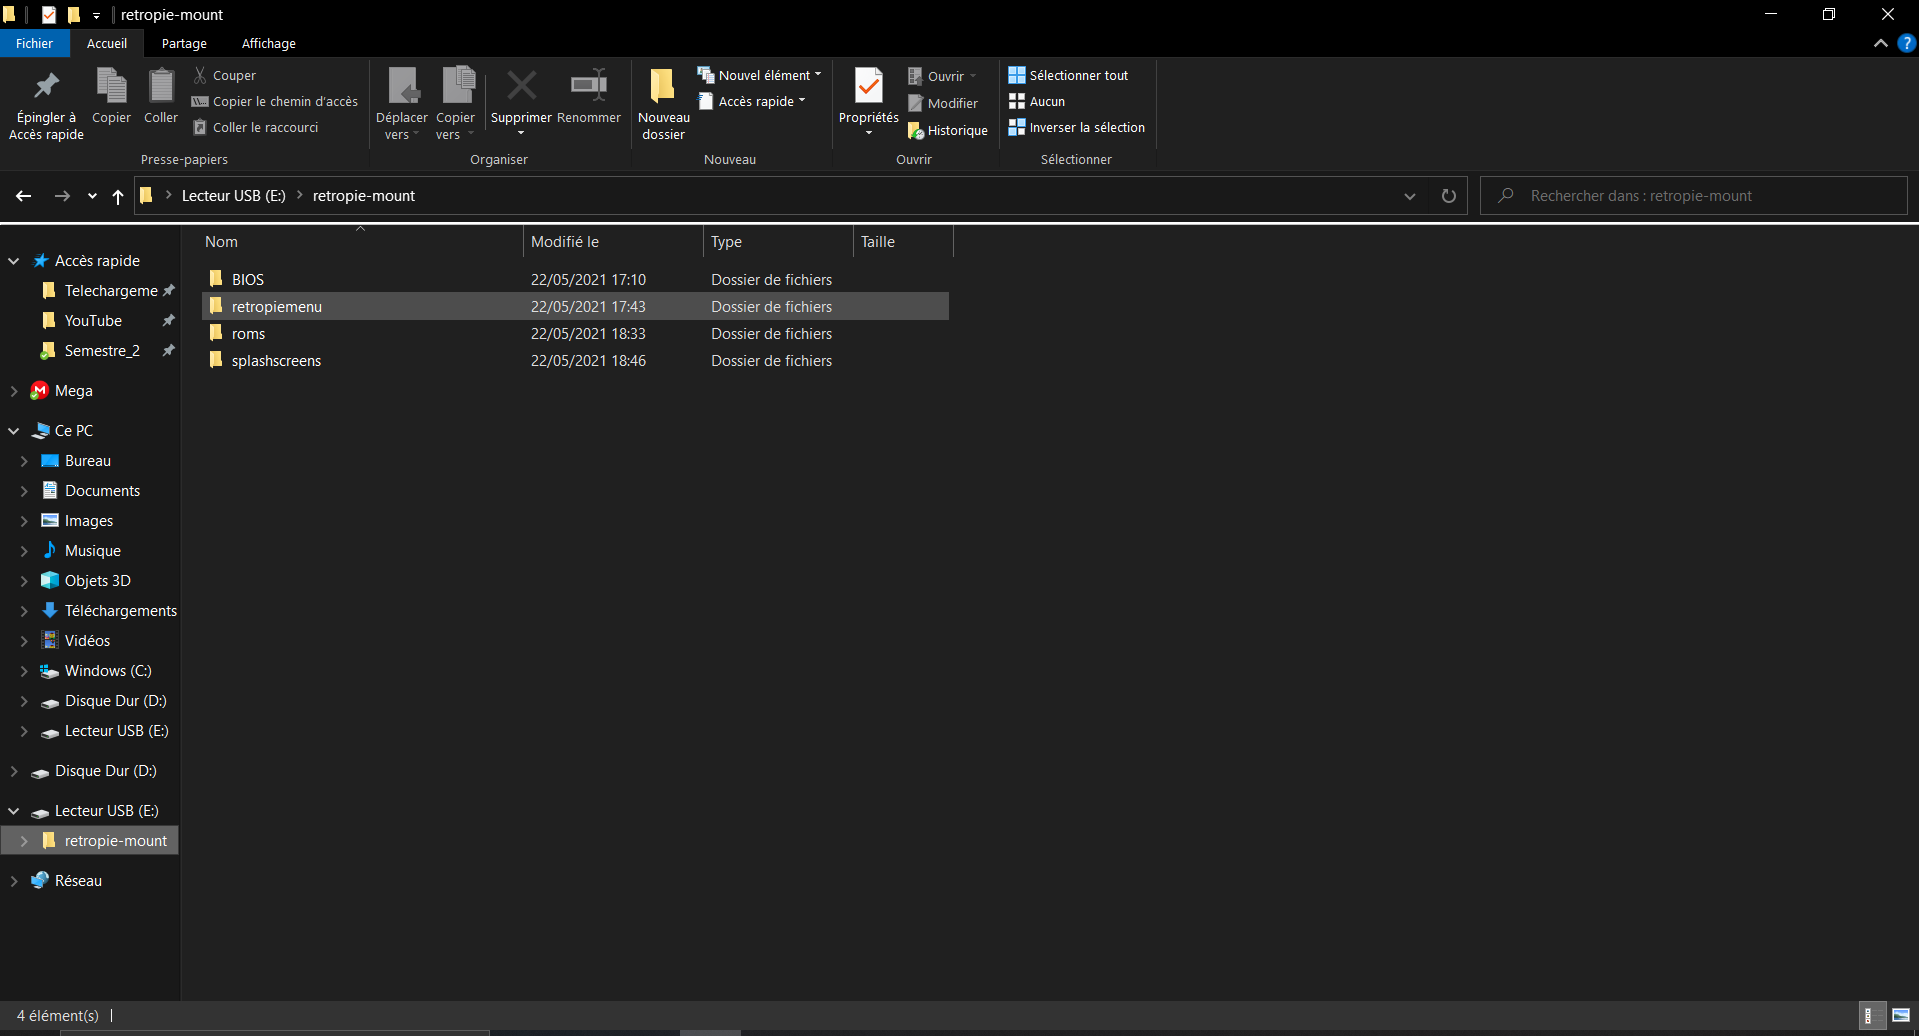 retropie-mount
Fichier Accueil Partage Affichage
Épingler à Accès rapide
Copier
Coller
Couper
Copier le chemin d'accès
Coller le raccourci
Presse-papiers
Déplacer vers
Copier vers
Supprimer
Renommer
Organiser
Nouveau dossier
Nouvel élément
Accès rapide
Nouveau
Propriétés
Ouvrir
Modifier
Historique
Ouvrir
Sélectionner tout
Aucun
Inverser la sélection
Sélectionner
Lecteur USB (E:) retropie-mount
Rechercher dans : retropie-mount
Accès rapide
Telechargeme
YouTube
Semestre_2
Mega
Ce PC
Bureau
Documents
Images
Musique
Objets 3D
Téléchargements
Vidéos
Windows (C:)
Disque Dur (D:)
Lecteur USB (E:)
Disque Dur (D:)
Lecteur USB (E:)
retropie-mount
Réseau
Nom Modifié le Type Taille
BIOS 22/05/2021 17:10 Dossier de fichiers
retropiemenu 22/05/2021 17:43 Dossier de fichiers
roms 22/05/2021 18:33 Dossier de fichiers
splashscreens 22/05/2021 18:46 Dossier de fichiers
4 élément(s)